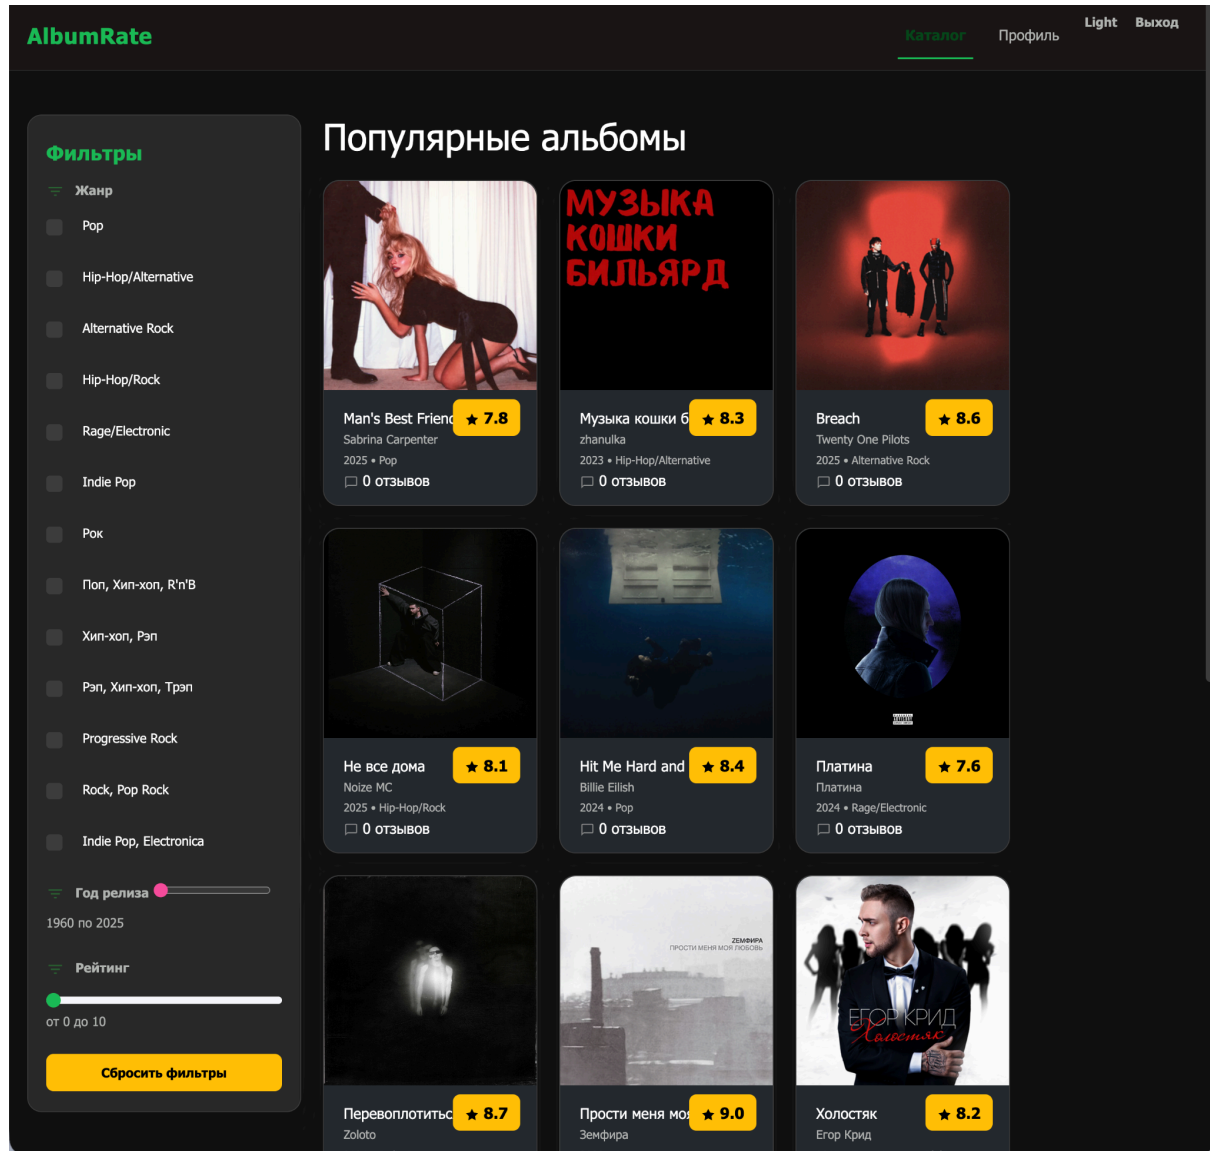 AlbumRate
Каталог
Профиль
Light
Выход
Фильтры
Жанр
Pop
Hip-Hop/Alternative
Alternative Rock
Hip-Hop/Rock
Rage/Electronic
Indie Pop
Рок
Поп, Хип-хоп, R'n'B
Хип-хоп, Рэп
Рэп, Хип-хоп, Трэп
Progressive Rock
Rock, Pop Rock
Indie Pop, Electronica
Год релиза
1960 по 2025
Рейтинг
от 0 до 10
Сбросить фильтры
Популярные альбомы
Man's Best Friend
7.8
Sabrina Carpenter
2025 • Pop
0 отзывов
МУЗЫКА
КОШКИ
БИЛЬЯРД
Музыка кошки б
8.3
zhanulka
2023 • Hip-Hop/Alternative
0 отзывов
Breach
8.6
Twenty One Pilots
2025 • Alternative Rock
0 отзывов
Не все дома
8.1
Noize MC
2025 • Hip-Hop/Rock
0 отзывов
Hit Me Hard and
8.4
Billie Eilish
2024 • Pop
0 отзывов
Платина
7.6
Платина
2024 • Rage/Electronic
0 отзывов
Перевоплотитьс
8.7
Zoloto
ZЕМФИРА
ПРОСТИ МЕНЯ МОЯ ЛЮБОВЬ
Прости меня моя
9.0
Земфира
ЕГОР КРИД
Холостяк
Холостяк
8.2
Егор Крид